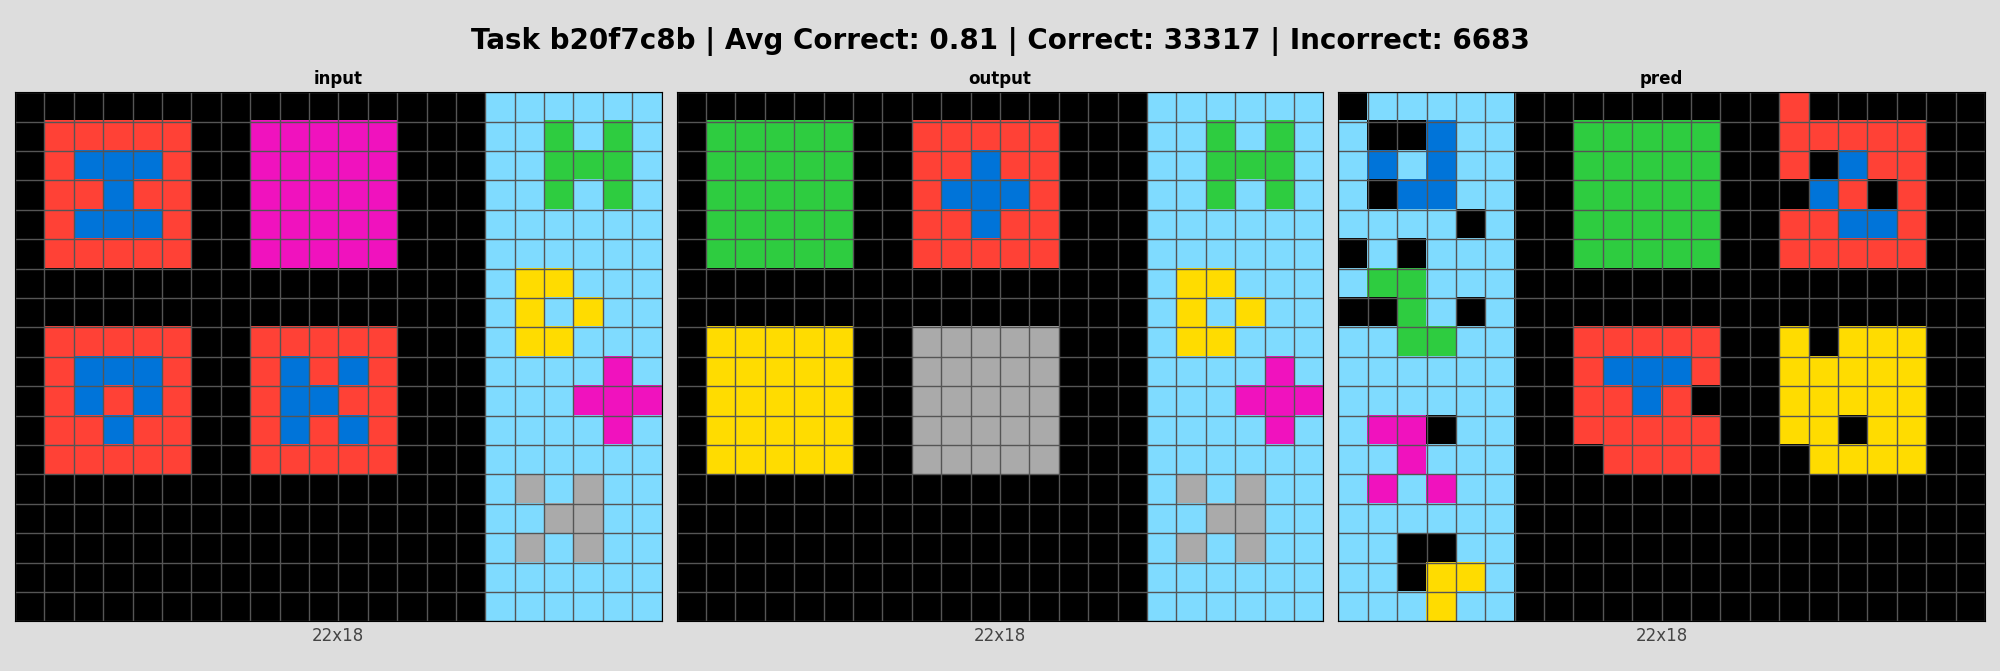 Task b20f7c8b | Avg Correct: 0.81 | Correct: 33317 | Incorrect: 6683
input
output
pred
22x18
22x18
22x18